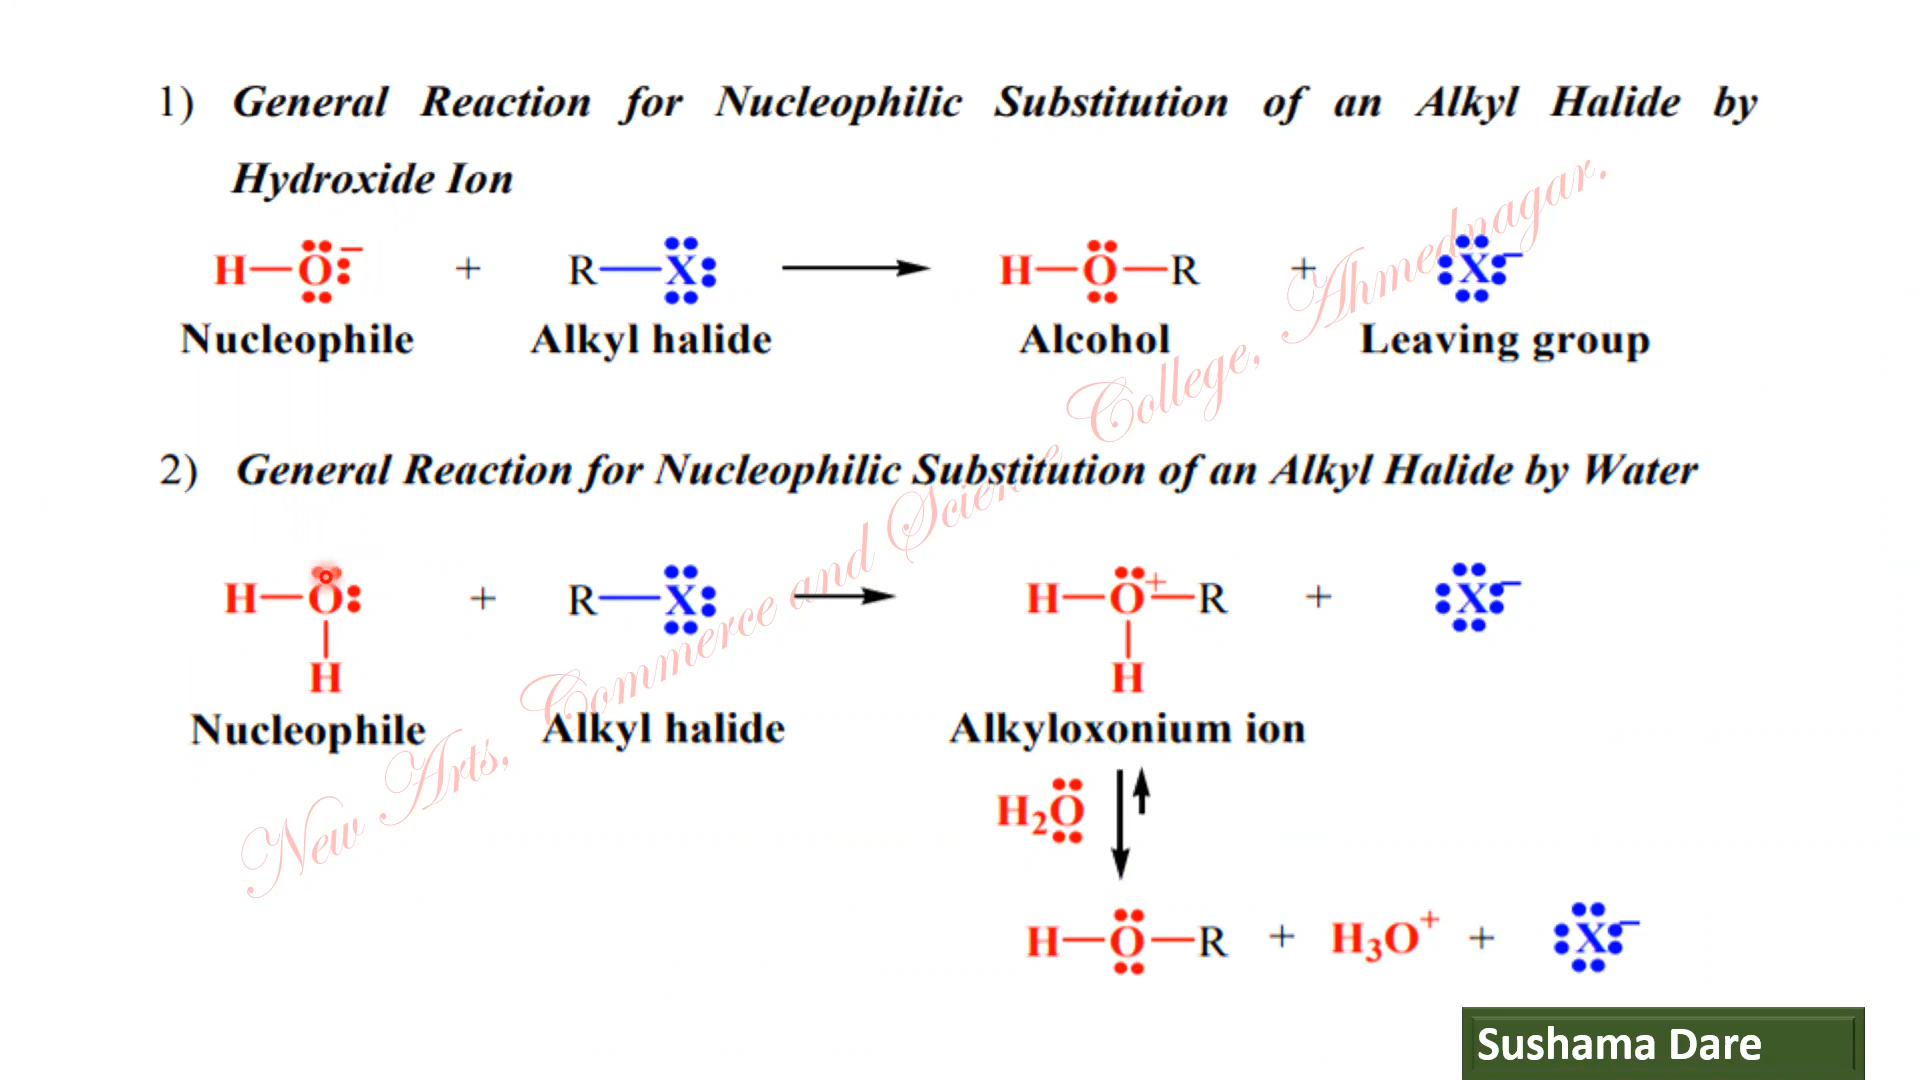 1) General Reaction for Nucleophilic Substitution of an Alkyl Halide by
Hydroxide Ion
H—O:⁻ + R—X: ⟶ H—O—R + :X:⁻
Nucleophile Alkyl halide Alcohol Leaving group
2) General Reaction for Nucleophilic Substitution of an Alkyl Halide by Water
H—O: + R—X: ⟶ H—O⁺—R + :X:⁻
H H
Nucleophile Alkyl halide Alkyloxonium ion
H₂O
H—O—R + H₃O⁺ + :X:⁻
New Arts, Commerce and Science College, Ahmednagar.
Sushama Dare